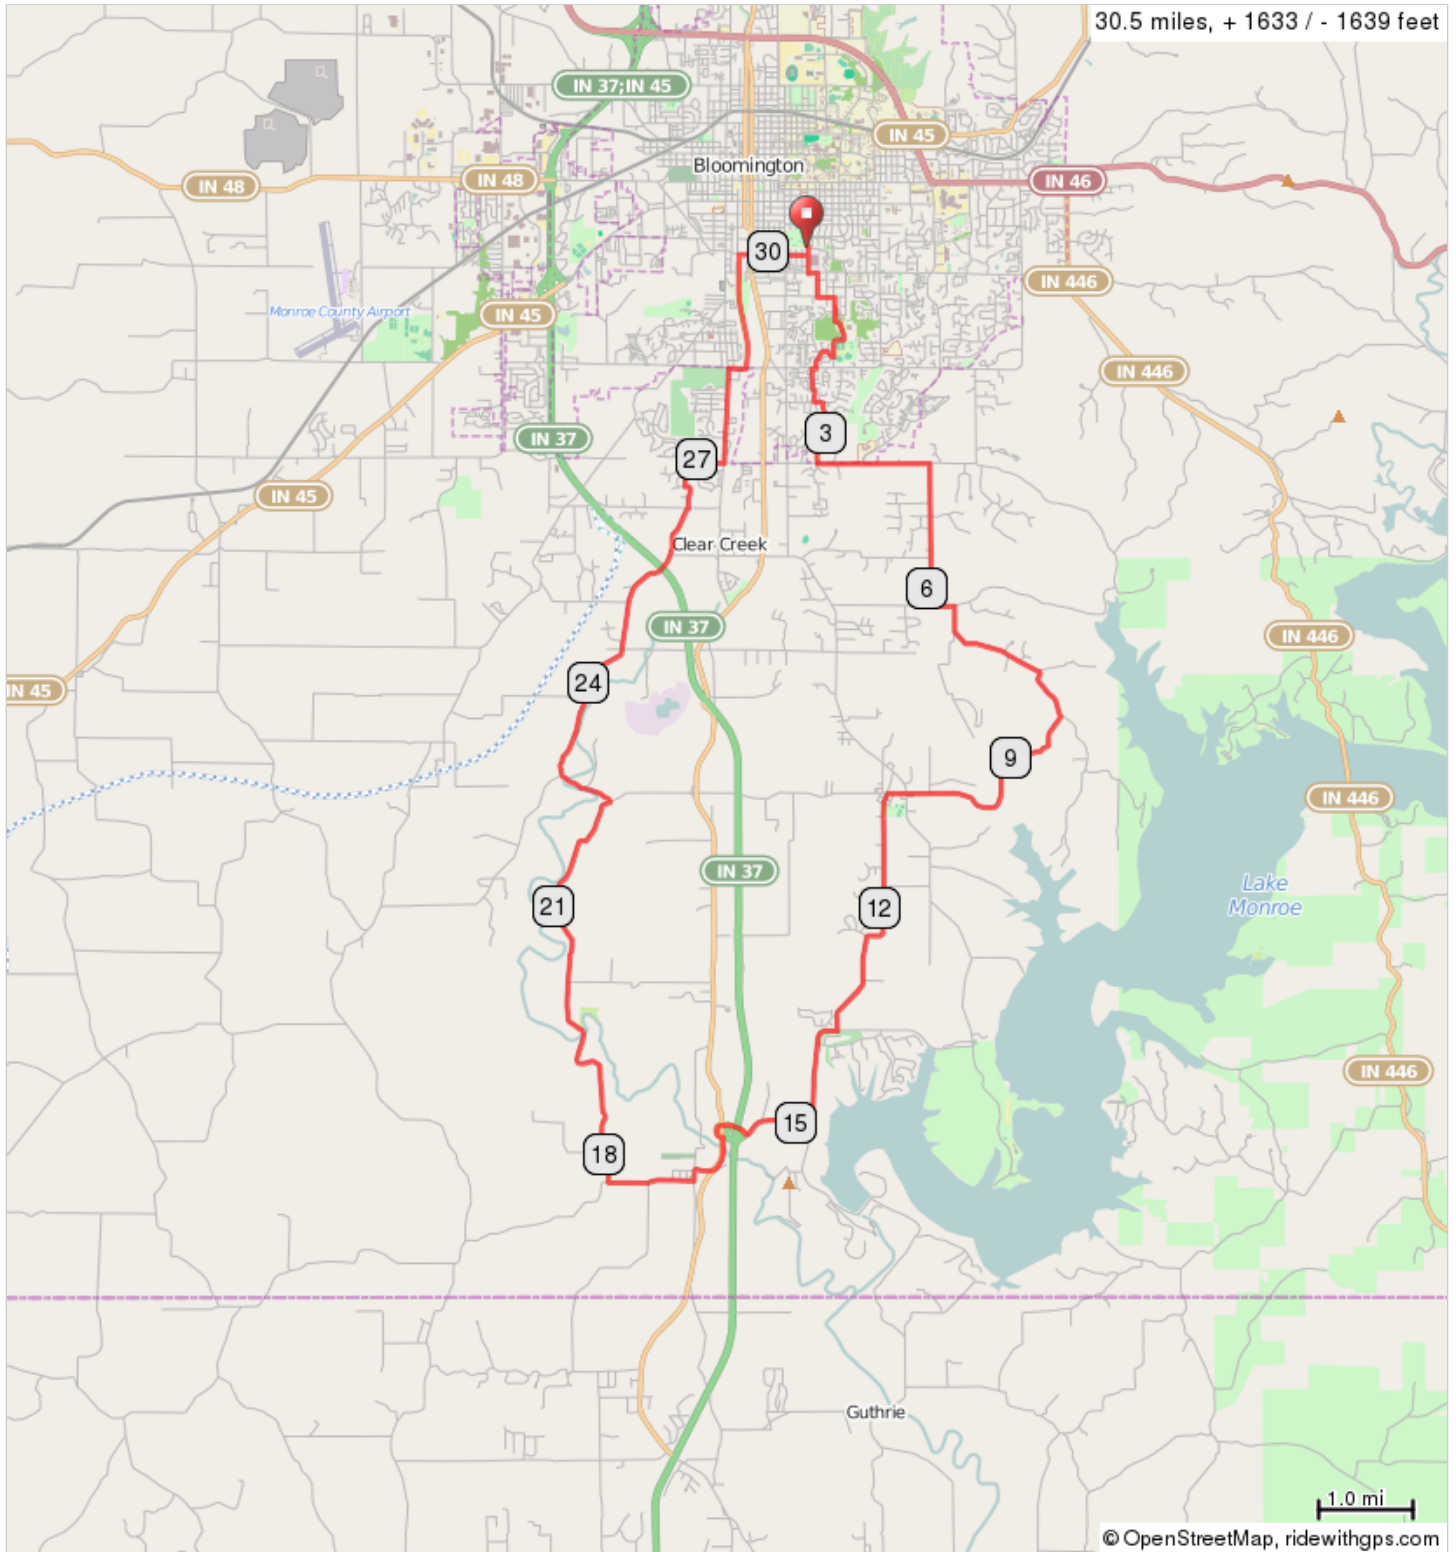 30.5 miles, + 1633 / - 1639 feet
IN 37;IN 45
IN 45
Bloomington
IN 48
IN 48
IN 46
30
IN 446
Monroe County Airport
IN 45
IN 446
3
IN 37
27
IN 45
Clear Creek
6
IN 37
IN 446
24
IN 45
9
IN 446
IN 37
Lake
Monroe
21
12
IN 446
15
18
Guthrie
1.0 mi
© OpenStreetMap, ridewithgps.com